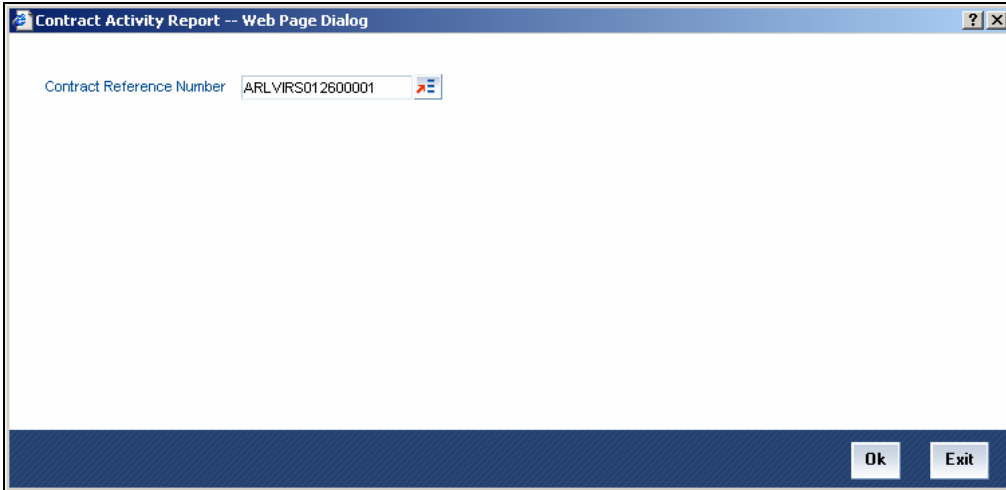 Contract Activity Report -- Web Page Dialog
Contract Reference Number ARLVIRS012600001
Ok Exit